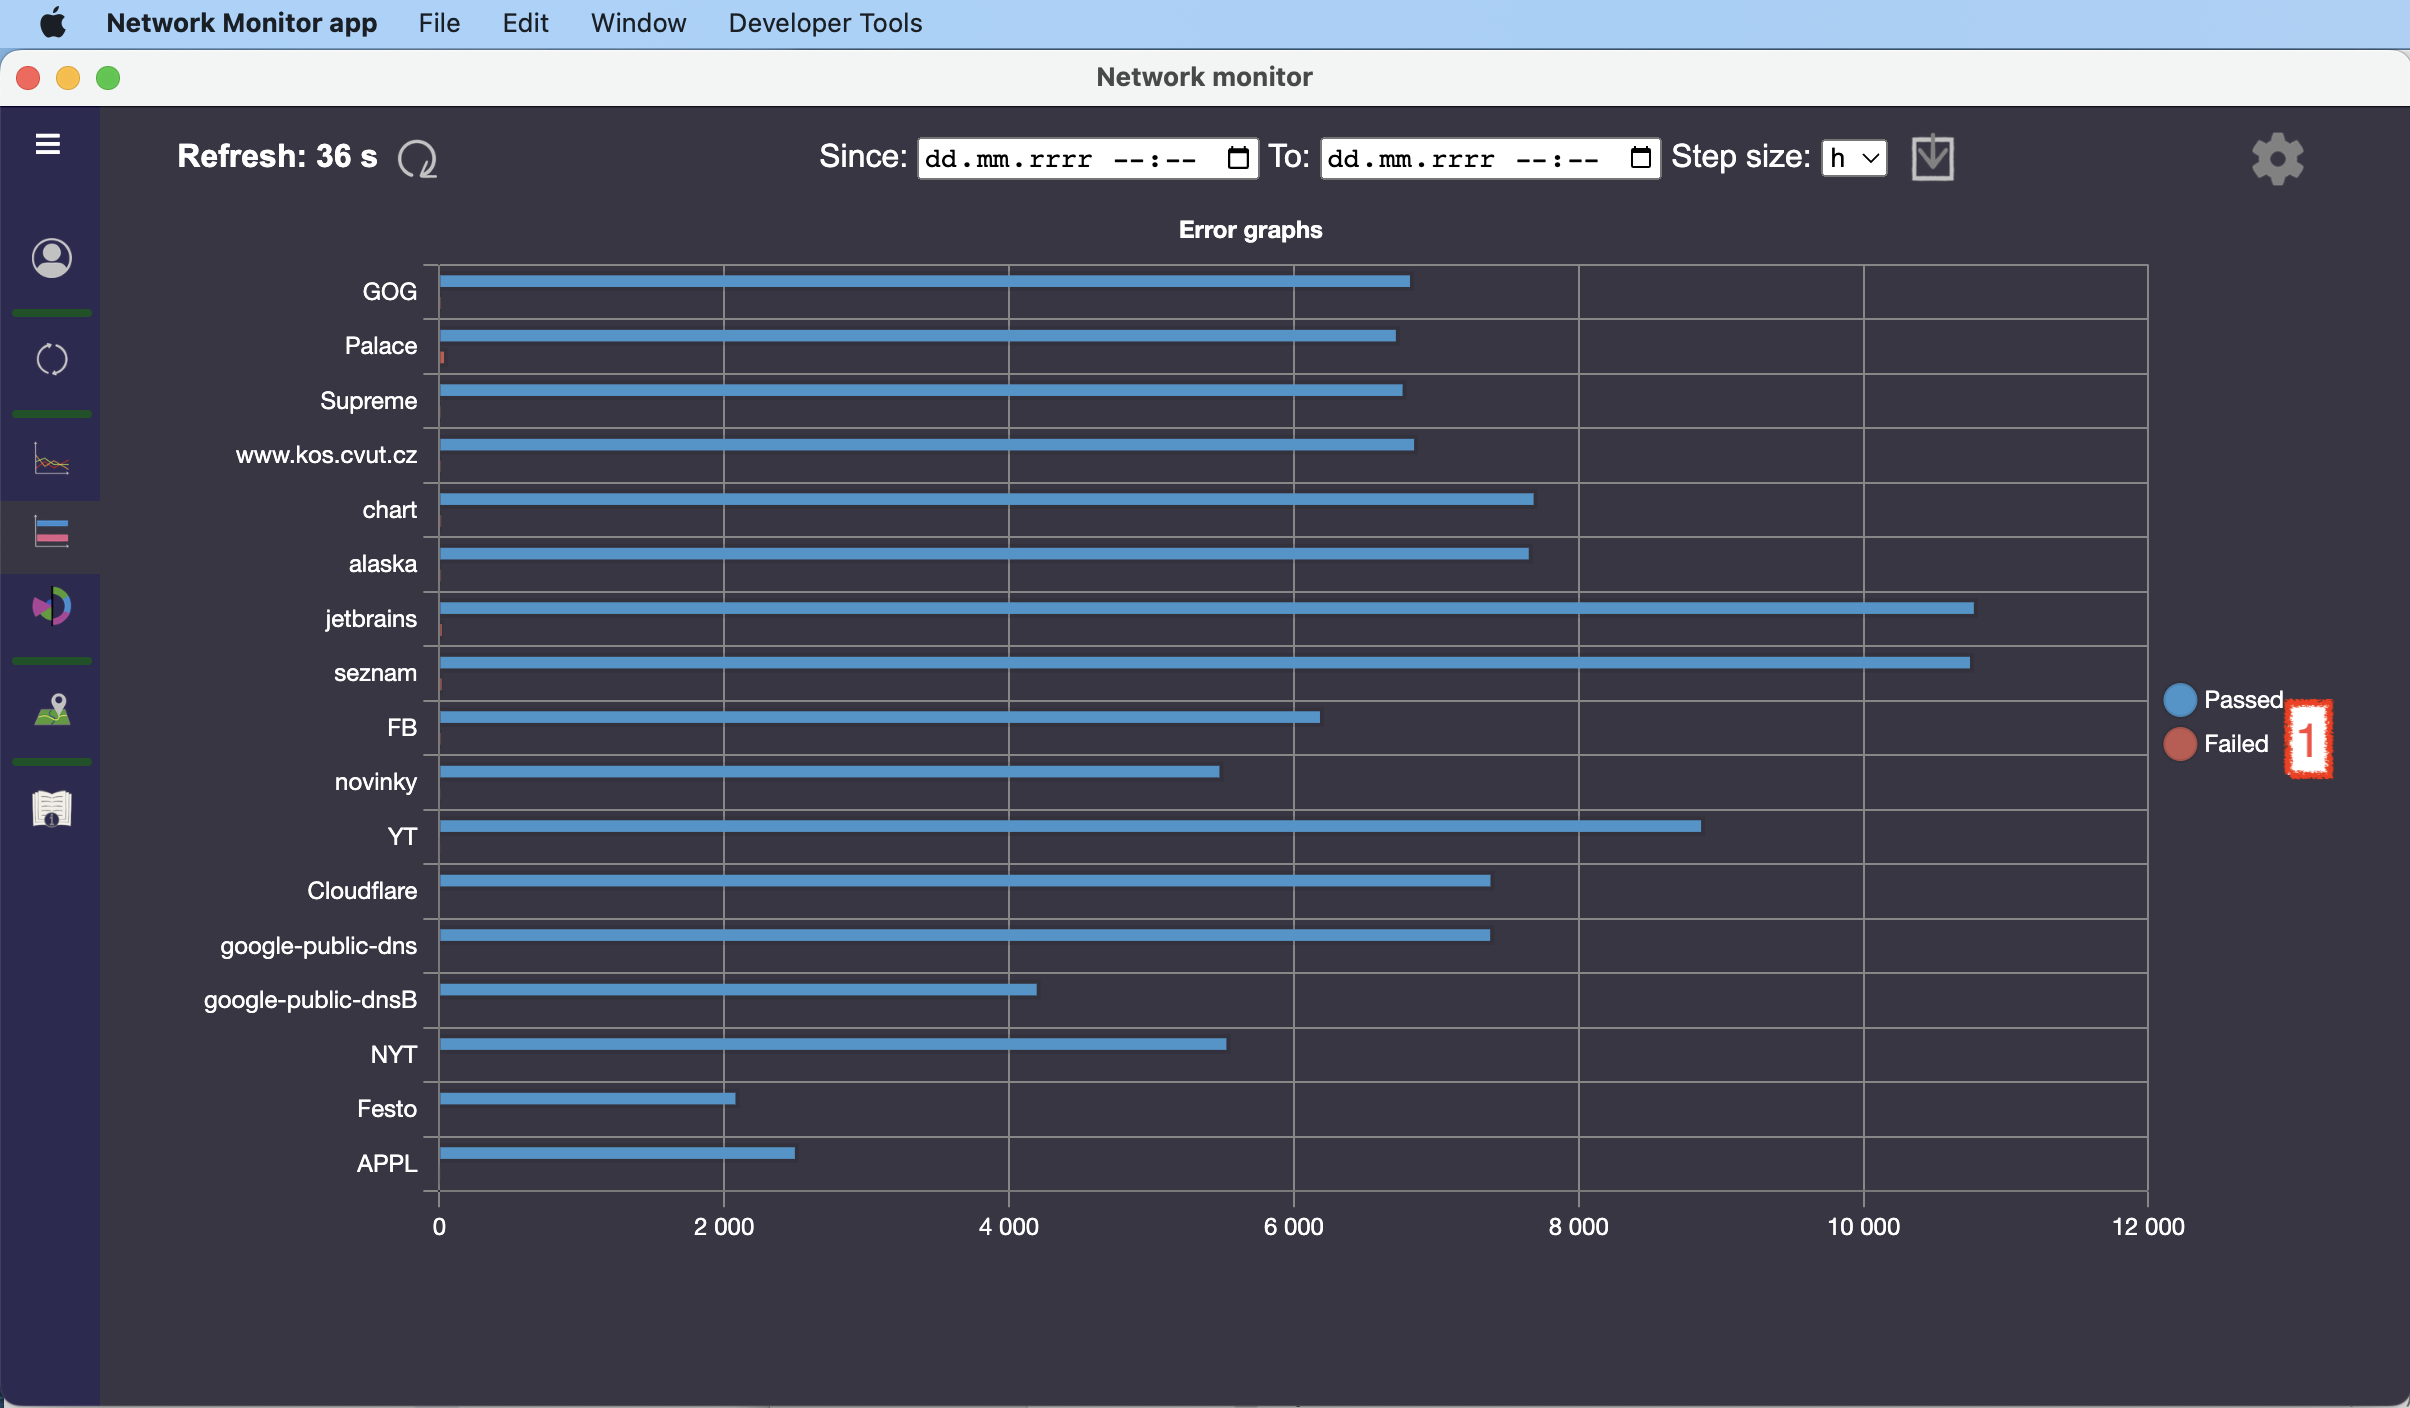 Network Monitor app File Edit Window Developer Tools
Network monitor
Refresh: 36 s Since: dd.mm.rrrr --:-- To: dd.mm.rrrr --:-- Step size: h
Error graphs
GOG
Palace
Supreme
www.kos.cvut.cz
chart
alaska
jetbrains
seznam
FB
novinky
YT
Cloudflare
google-public-dns
google-public-dnsB
NYT
Festo
APPL
0 2 000 4 000 6 000 8 000 10 000 12 000
Passed
Failed
1